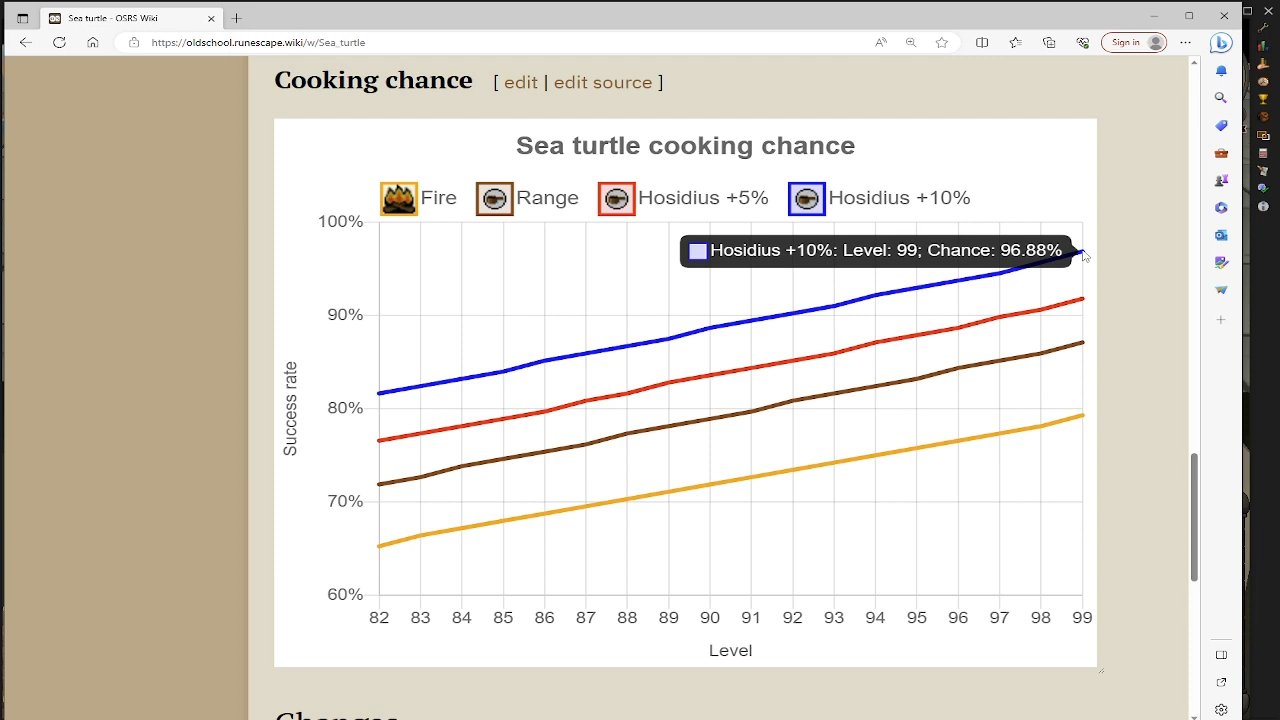 Sea turtle - OSRS Wiki
https://oldschool.runescape.wiki/w/Sea_turtle
Sign in
Cooking chance [ edit | edit source ]
Sea turtle cooking chance
Fire Range Hosidius +5% Hosidius +10%
100%
Hosidius +10%: Level: 99; Chance: 96.88%
90%
80%
70%
60%
Success rate
82 83 84 85 86 87 88 89 90 91 92 93 94 95 96 97 98 99
Level
Changes